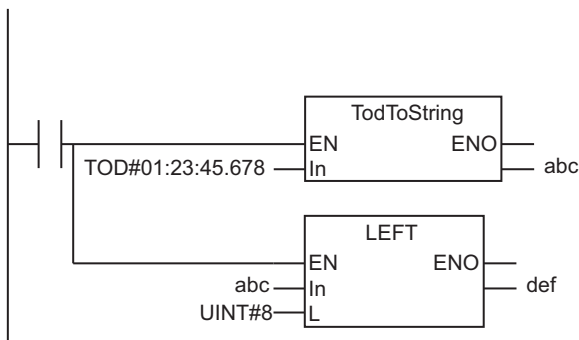 TodToString
EN ENO
TOD#01:23:45.678 In abc
LEFT
EN ENO
abc In def
UINT#8 L